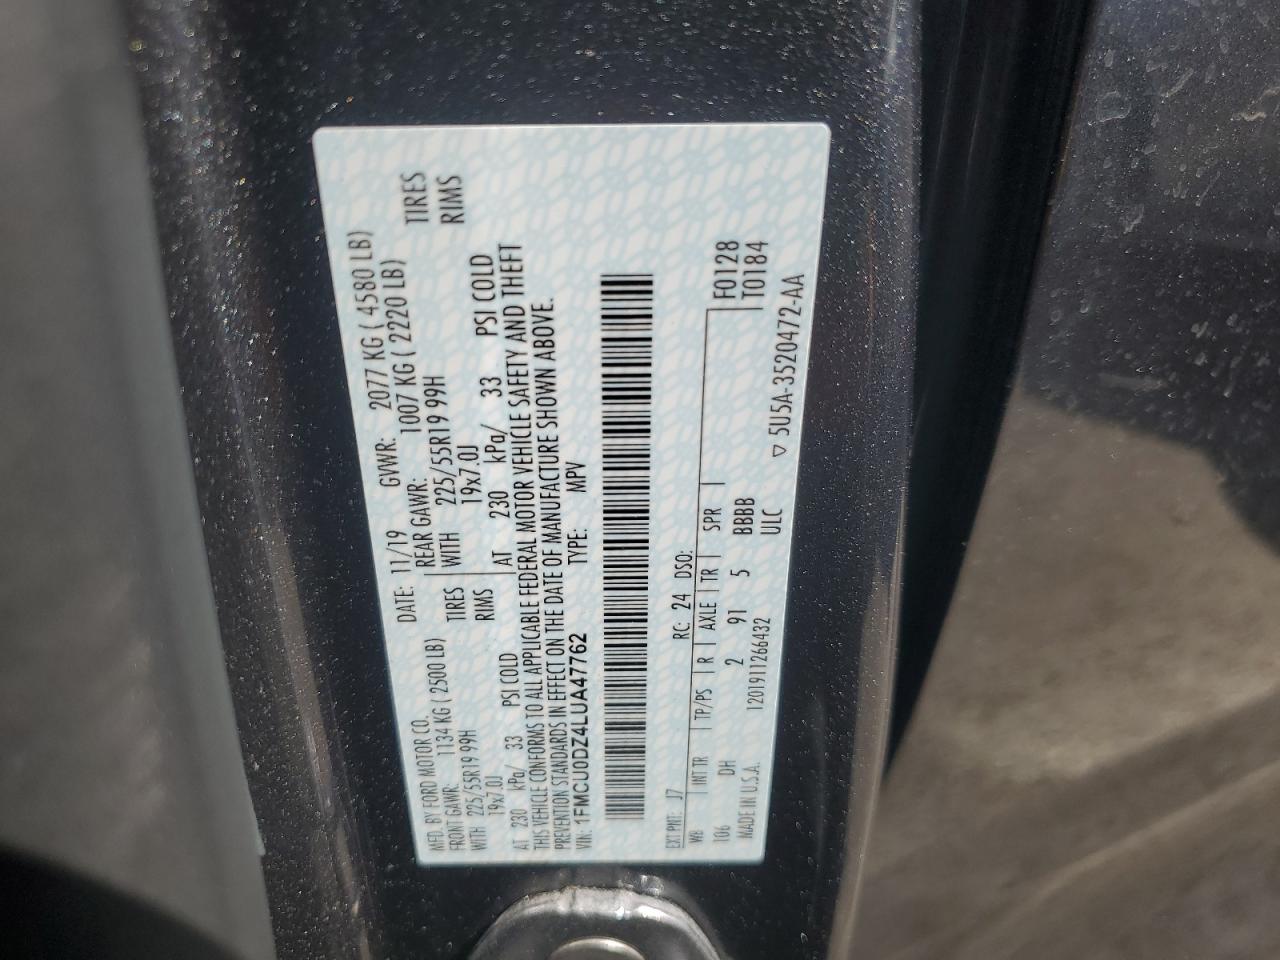 MFD. BY FORD MOTOR CO. DATE: 11/19 GVWR: 2077 KG ( 4580 LB)
FRONT GAWR: 1134 KG ( 2500 LB) REAR GAWR: 1007 KG ( 2220 LB)
WITH 225/55R19 99H TIRES WITH 225/55R19 99H TIRES
19x7.0J RIMS 19x7.0J RIMS
AT 230 kPa/ 33 PSI COLD AT 230 kPa/ 33 PSI COLD
THIS VEHICLE CONFORMS TO ALL APPLICABLE FEDERAL MOTOR VEHICLE SAFETY AND THEFT
PREVENTION STANDARDS IN EFFECT ON THE DATE OF MANUFACTURE SHOWN ABOVE.
VIN: 1FMCU0DZ4LUA47762 TYPE: MPV
EXT PNT: J7 RC: 24 DSO:
WB INT TR TP/PS R AXLE TR SPR F0128
106 DH 2 91 5 BBBB T0184
MADE IN U.S.A. 1201911266432 ULC
▽ 5U5A-3520472-AA